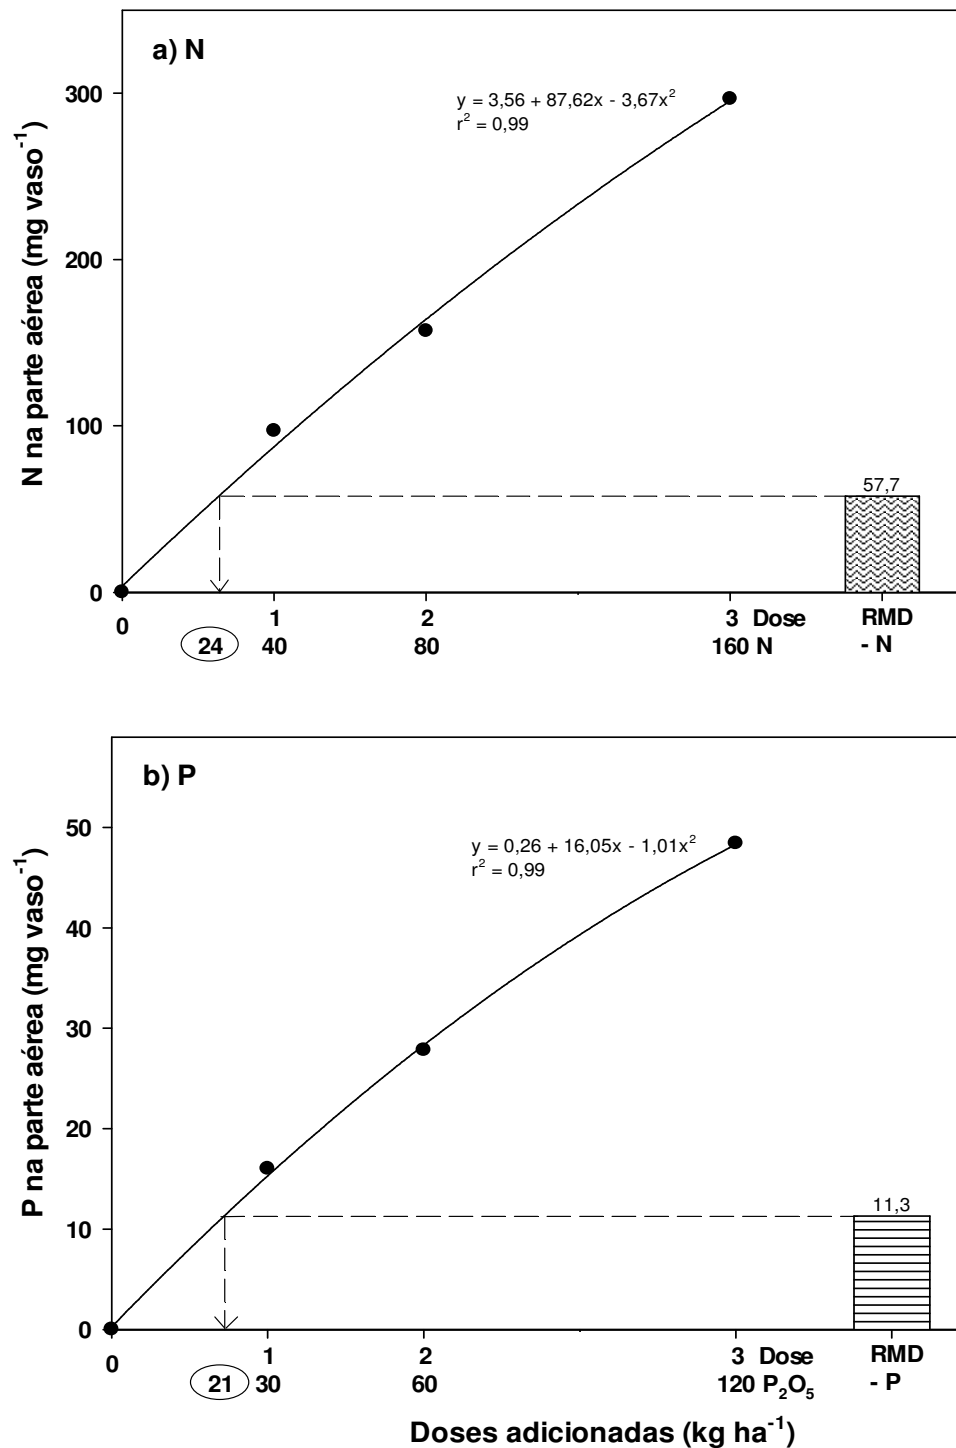 a) N
y = 3,56 + 87,62x - 3,67x²
r² = 0,99
N na parte aérea (mg vaso⁻¹)
300
200
100
0
57,7
0 1 2 3 Dose RMD
24 40 80 160 N - N
b) P
y = 0,26 + 16,05x - 1,01x²
r² = 0,99
P na parte aérea (mg vaso⁻¹)
50
40
30
20
10
0
11,3
0 1 2 3 Dose RMD
21 30 60 120 P₂O₅ - P
Doses adicionadas (kg ha⁻¹)